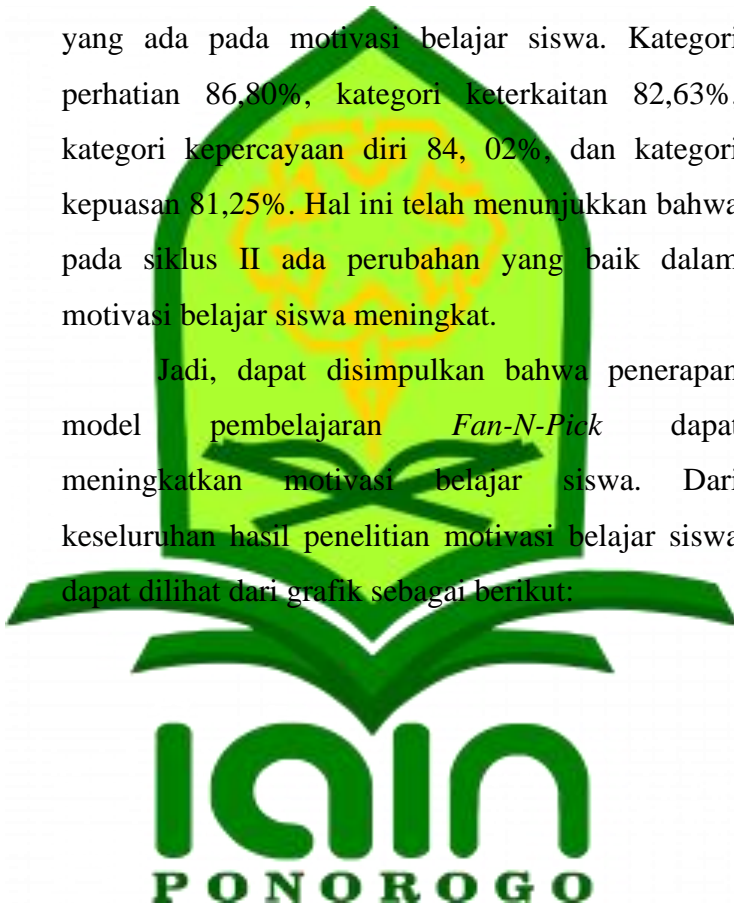 yang ada pada motivasi belajar siswa. Kategori
perhatian 86,80%, kategori keterkaitan 82,63%.
kategori kepercayaan diri 84, 02%, dan kategori
kepuasan 81,25%. Hal ini telah menunjukkan bahwa
pada siklus II ada perubahan yang baik dalam
motivasi belajar siswa meningkat.
Jadi, dapat disimpulkan bahwa penerapan
model pembelajaran Fan-N-Pick dapat
meningkatkan motivasi belajar siswa. Dari
keseluruhan hasil penelitian motivasi belajar siswa
dapat dilihat dari grafik sebagai berikut:
IAIN
PONOROGO